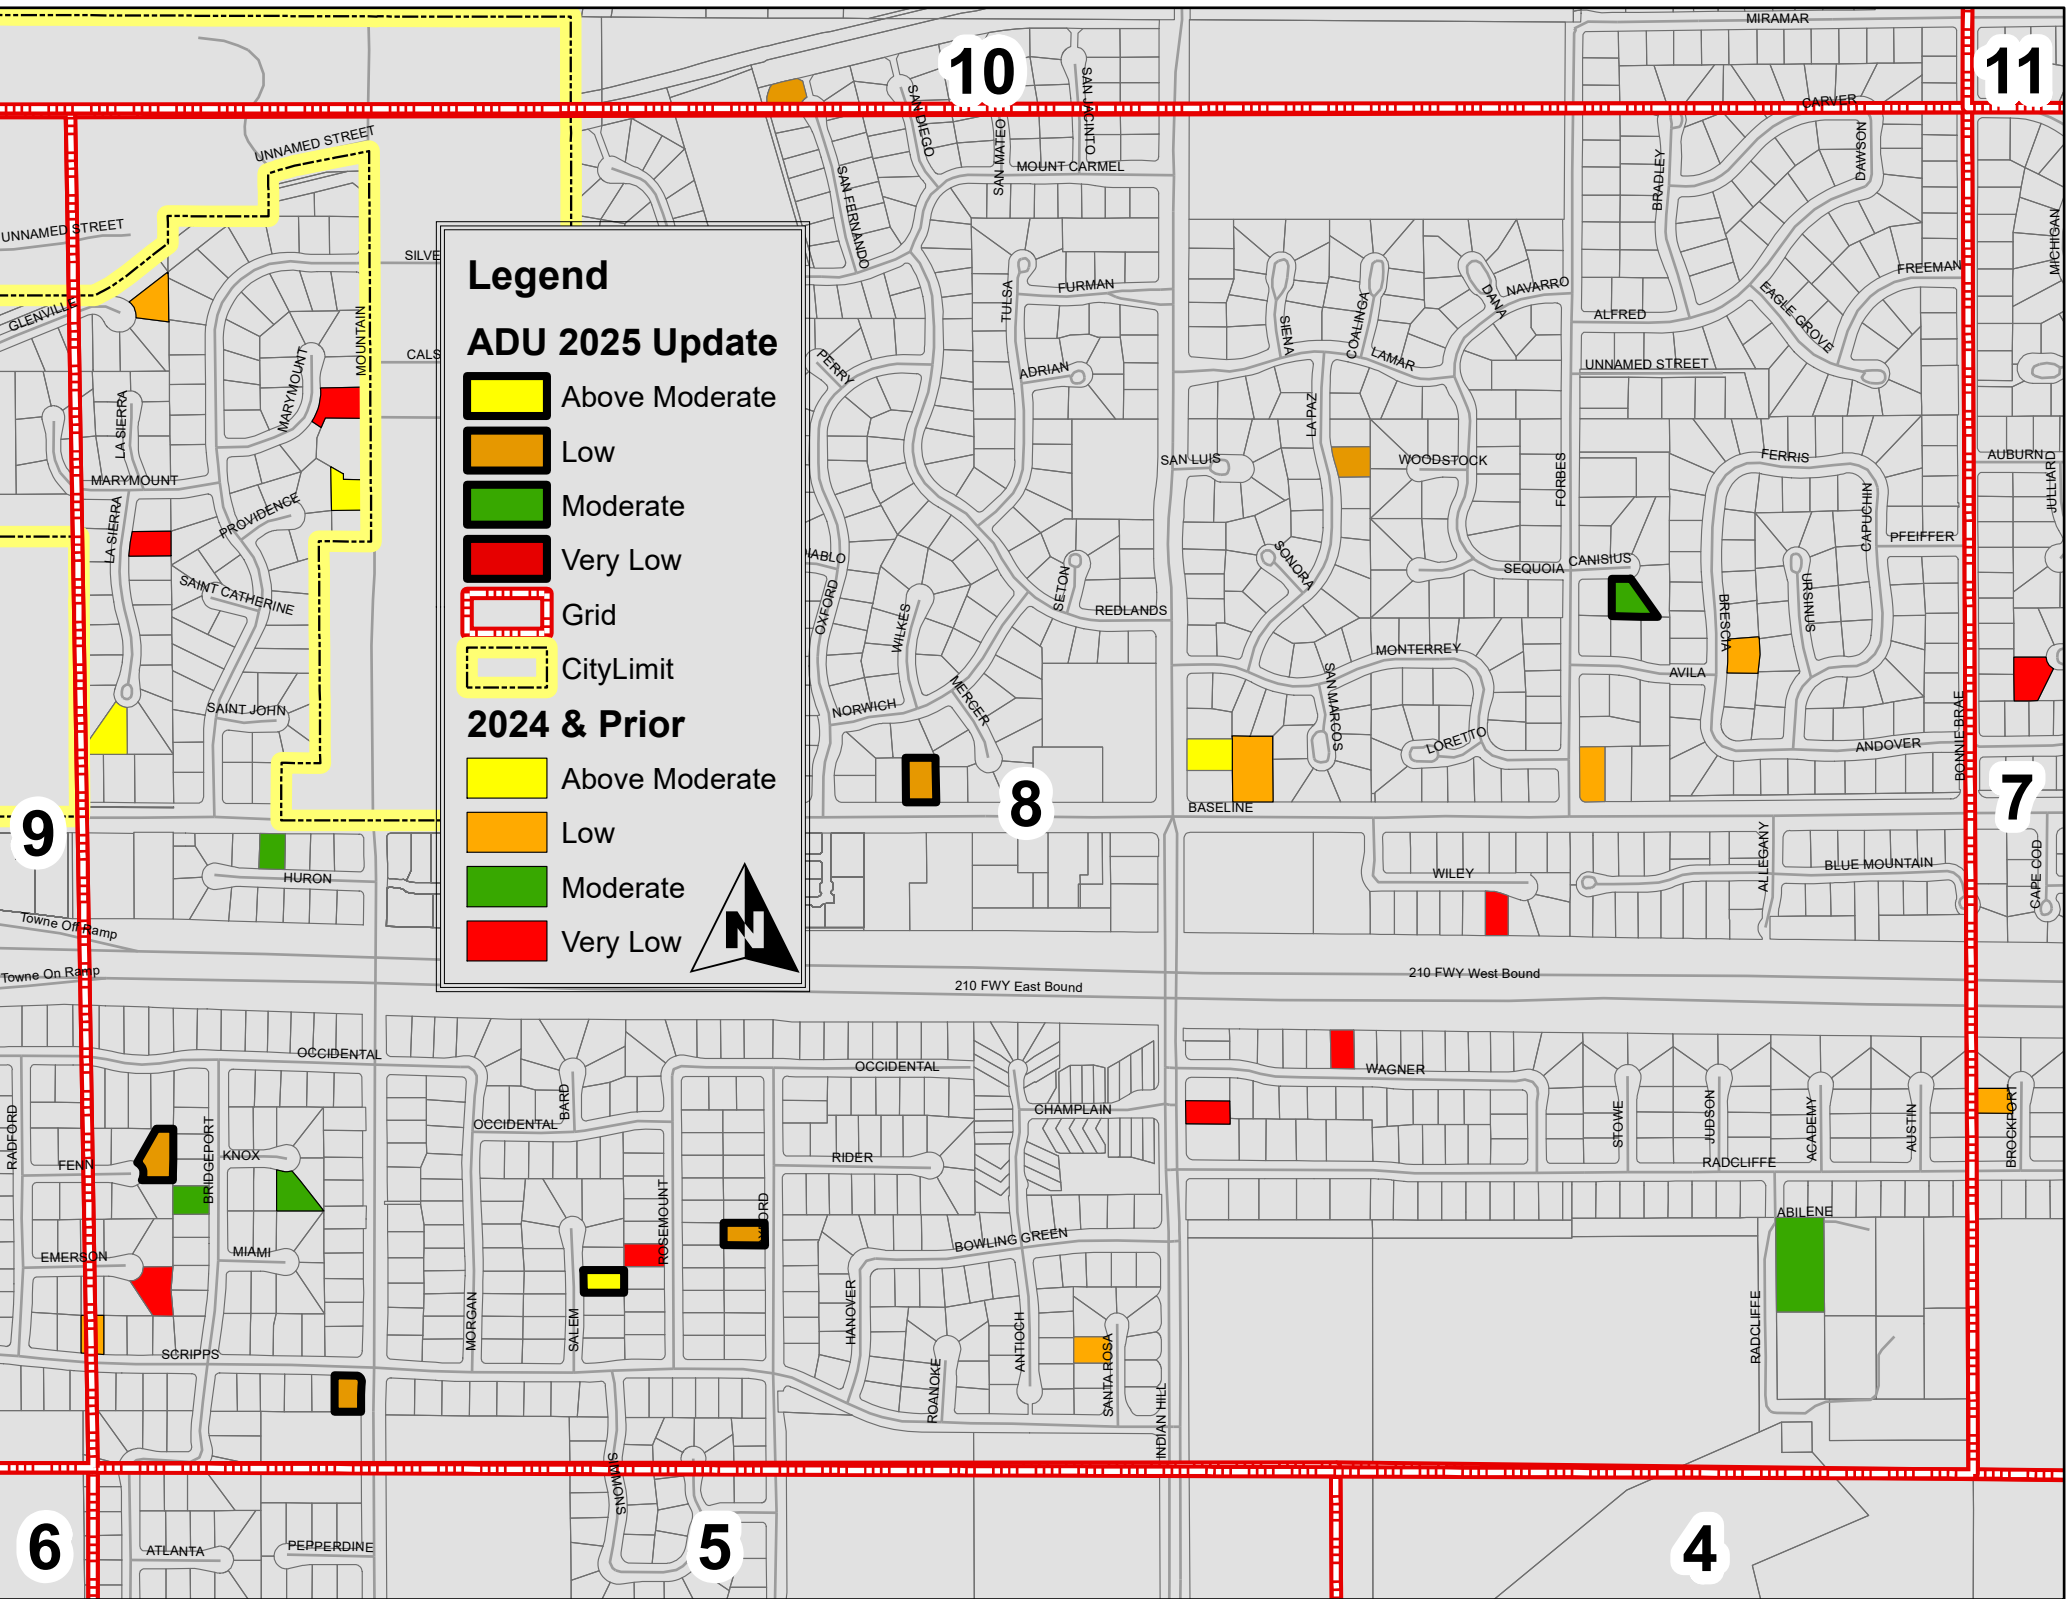 MIRAMAR
10
11
SAN DIEGO
SAN JACINTO
CARVER
UNNAMED STREET
SAN MATEO
MOUNT CARMEL
BRADLEY
DAWSON
SAN FERNANDO
UNNAMED STREET
SILVE
MICHIGAN
FREEMAN
Legend
FURMAN
TULSA
NAVARRO
DANA
EAGLE GROVE
GLENVILLE
MOUNTAIN
SIENA
COALINGA
ALFRED
ADU 2025 Update
CALS
PERRY
ADRIAN
LAMAR
UNNAMED STREET
MARYMOUNT
LA SIERRA
Above Moderate
LA PAZ
Low
SAN LUIS
WOODSTOCK
FORBES
FERRIS
AUBURN
JULLIARD
MARYMOUNT
Moderate
LA SIERRA
PROVIDENCE
CAPUCHIN
PFEIFFER
Very Low
IABLO
SONORA
SEQUOIA
CANISIUS
SAINT CATHERINE
OXFORD
WILKES
SETON
REDLANDS
BRESCIA
URSINUS
Grid
MONTERREY
CityLimit
AVILA
MERCER
SAN MARCOS
SAINT JOHN
NORWICH
LORETTO
ANDOVER
BONNIE BRAE
2024 & Prior
Above Moderate
8
BASELINE
7
9
Low
HURON
Moderate
WILEY
ALLEGANY
BLUE MOUNTAIN
CAPE COD
Towne Off Ramp
Very Low
N
Towne On Ramp
210 FWY East Bound
210 FWY West Bound
OCCIDENTAL
OCCIDENTAL
WAGNER
BARD
CHAMPLAIN
OCCIDENTAL
RADFORD
BRIDGEPORT
STOWE
JUDSON
ACADEMY
AUSTIN
BROCKPORT
FENN
KNOX
RIDER
RADCLIFFE
ROSEMOUNT
ORD
ABILENE
EMERSON
MIAMI
BOWLING GREEN
MORGAN
SALEM
HANOVER
ANTIOCH
RADCLIFFE
SCRIPPS
ROANOKE
SANTA ROSA
INDIAN HILL
SIMMONS
6
ATLANTA
PEPPERDINE
5
4